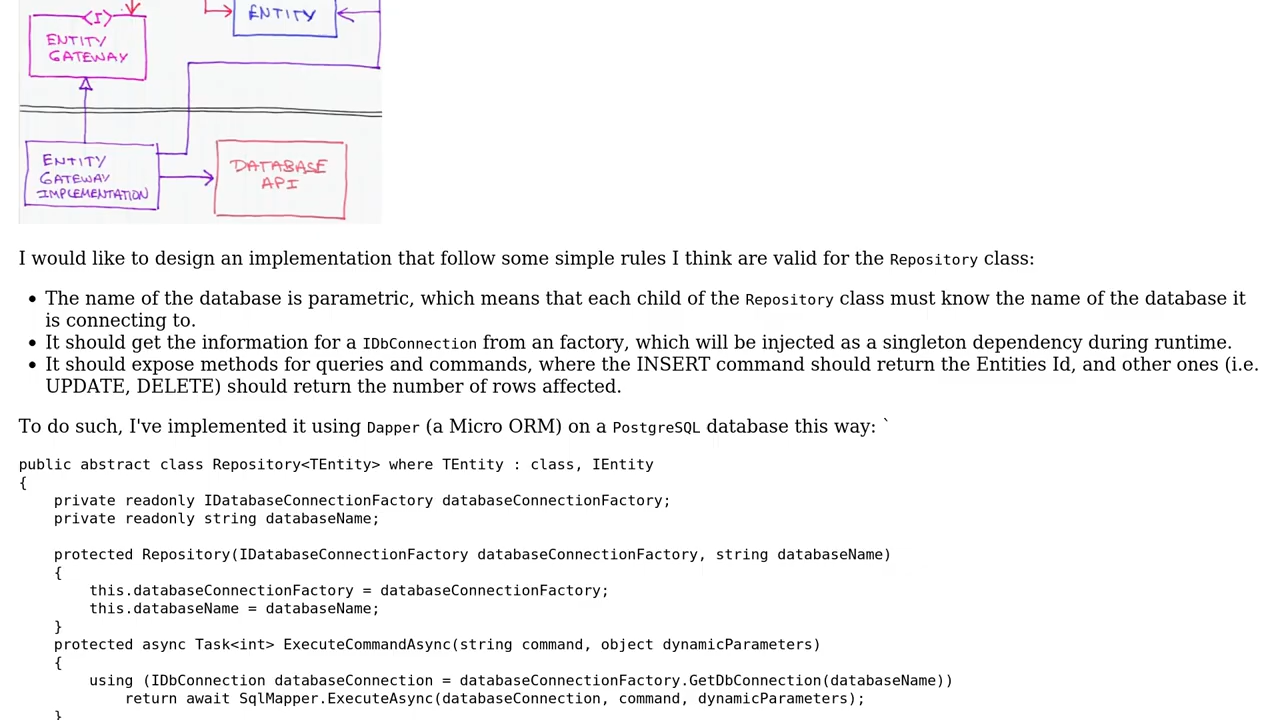 <I>
ENTITY
ENTITY
GATEWAY
ENTITY
GATEWAY
IMPLEMENTATION
DATABASE
API
I would like to design an implementation that follow some simple rules I think are valid for the Repository class:
• The name of the database is parametric, which means that each child of the Repository class must know the name of the database it
is connecting to.
• It should get the information for a IDbConnection from an factory, which will be injected as a singleton dependency during runtime.
• It should expose methods for queries and commands, where the INSERT command should return the Entities Id, and other ones (i.e.
UPDATE, DELETE) should return the number of rows affected.
To do such, I've implemented it using Dapper (a Micro ORM) on a PostgreSQL database this way: `
public abstract class Repository<TEntity> where TEntity : class, IEntity
{
    private readonly IDatabaseConnectionFactory databaseConnectionFactory;
    private readonly string databaseName;

    protected Repository(IDatabaseConnectionFactory databaseConnectionFactory, string databaseName)
    {
        this.databaseConnectionFactory = databaseConnectionFactory;
        this.databaseName = databaseName;
    }
    protected async Task<int> ExecuteCommandAsync(string command, object dynamicParameters)
    {
        using (IDbConnection databaseConnection = databaseConnectionFactory.GetDbConnection(databaseName))
            return await SqlMapper.ExecuteAsync(databaseConnection, command, dynamicParameters);
    }